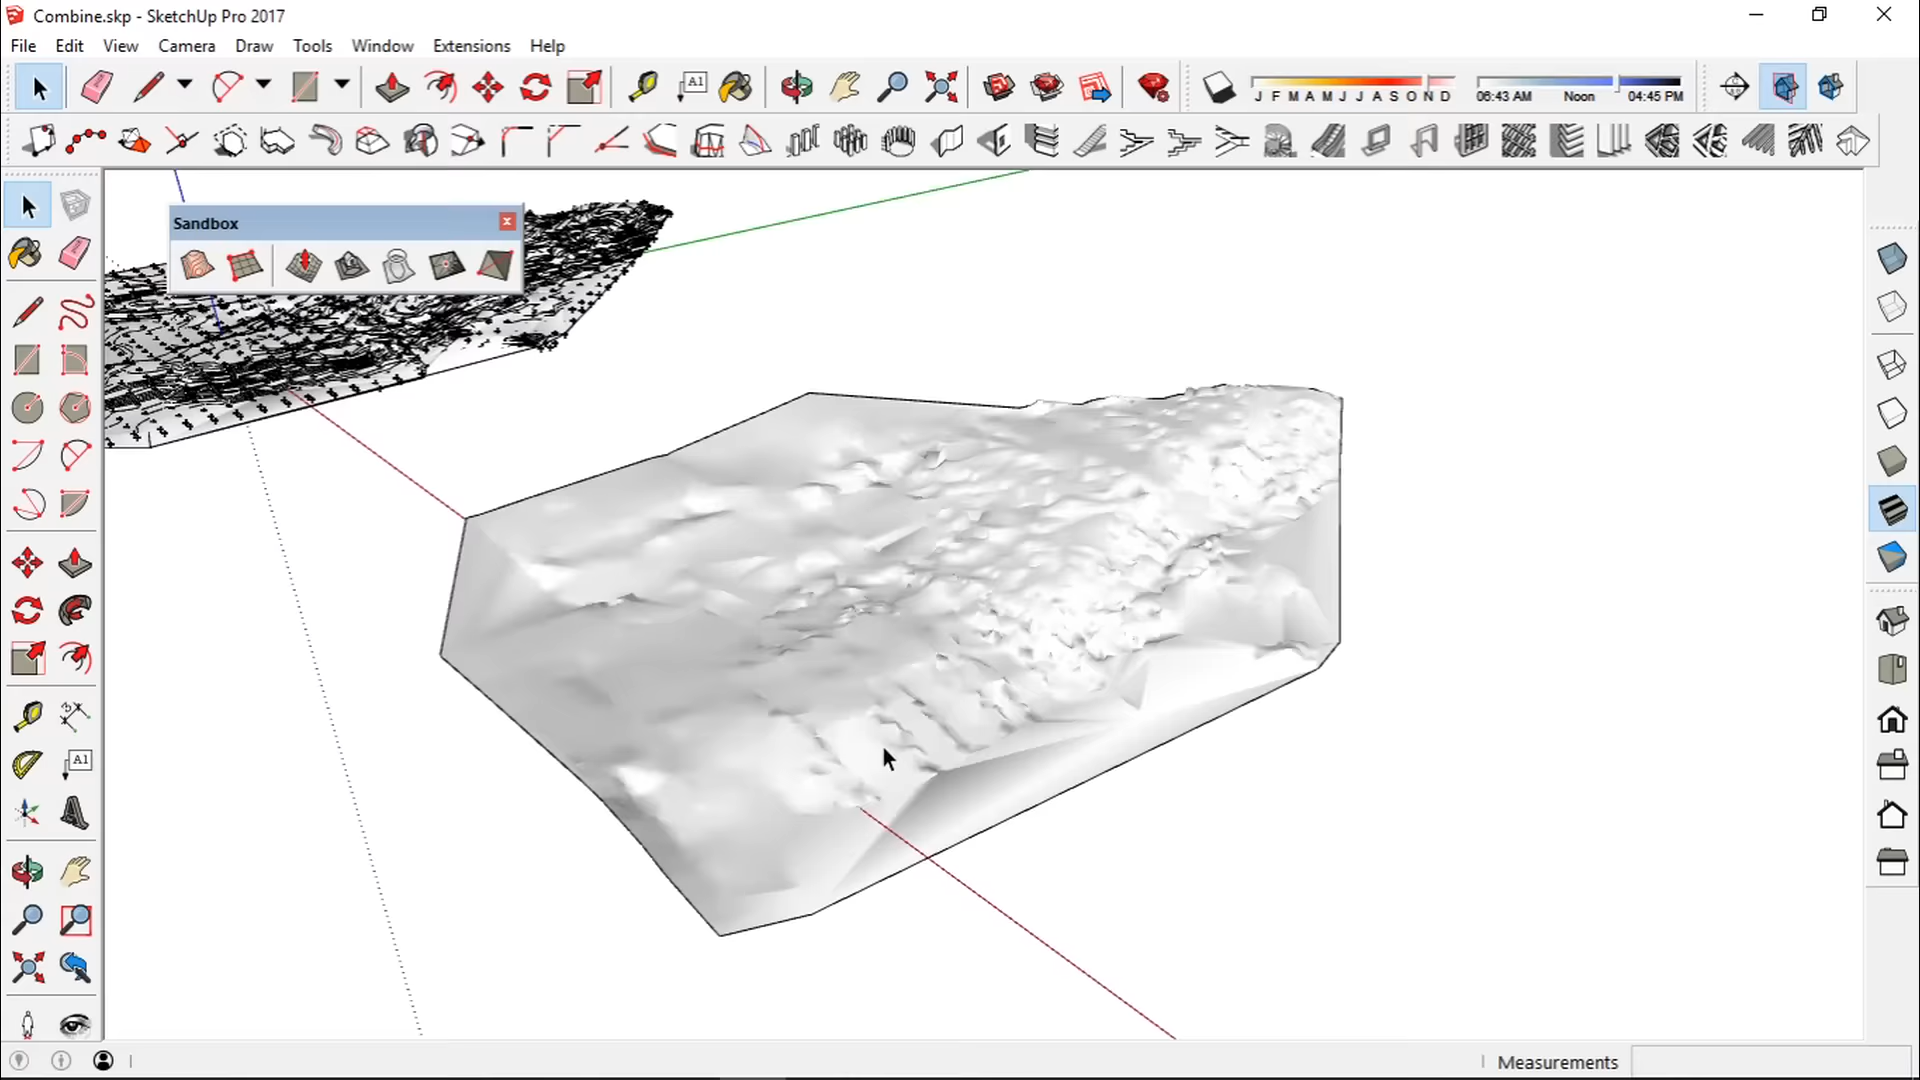 Combine.skp - SketchUp Pro 2017
File Edit View Camera Draw Tools Window Extensions Help
A1
J F M A M J J A S O N D
06:43 AM Noon 04:45 PM
Sandbox
A1
Measurements